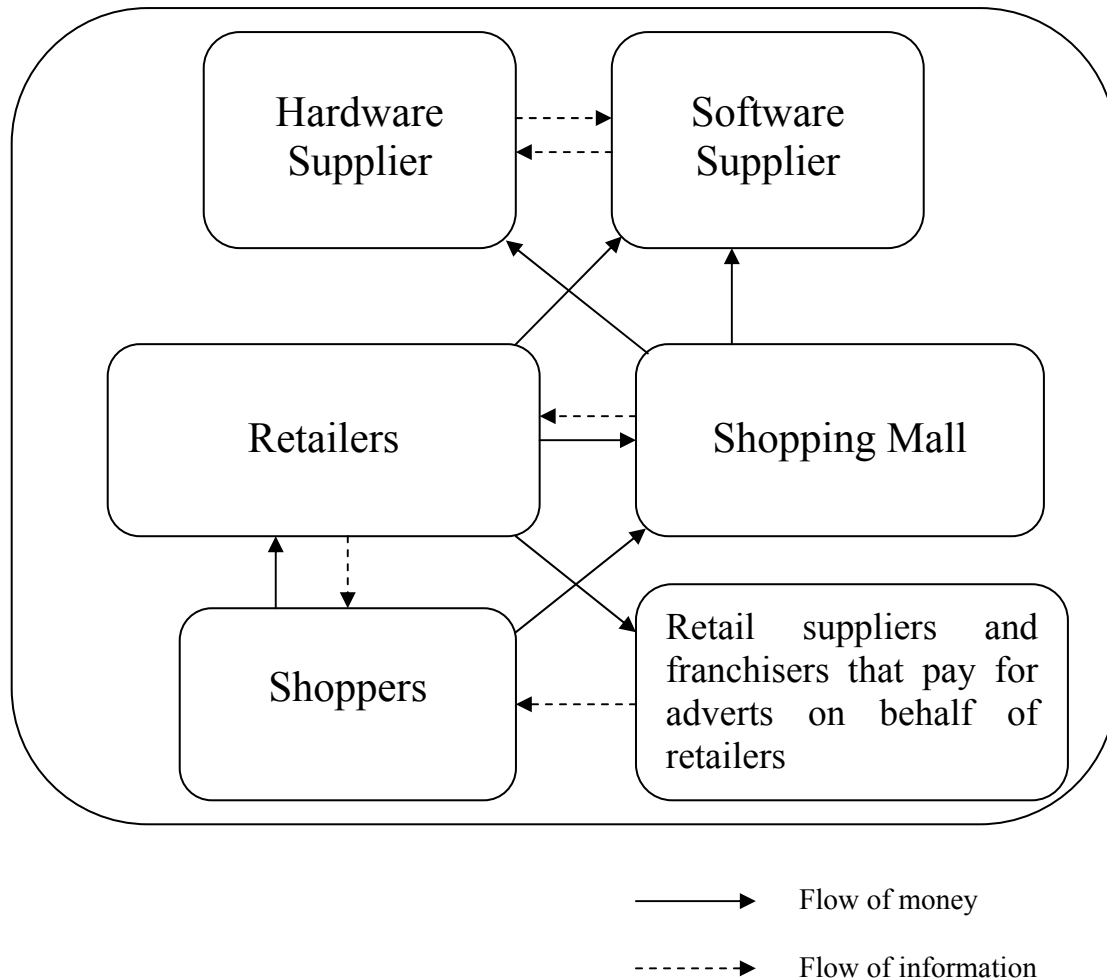 Hardware
Supplier
Software
Supplier
Retailers
Shopping Mall
Shoppers
Retail suppliers and
franchisers that pay for
adverts on behalf of
retailers
Flow of money
Flow of information